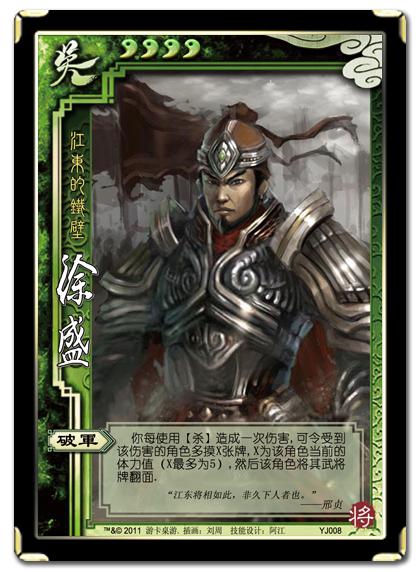 吴
江東的鐵壁
徐盛
破軍
你每使用【杀】造成一次伤害,可令受到
该伤害的角色多摸X张牌,X为该角色当前的
体力值（X最多为5）,然后该角色将其武将
牌翻面.
“江东将相如此，非久下人者也。”
——邢贞
将
™&© 2011 游卡桌游. 插画：刘周 技能设计：阿江 YJ008